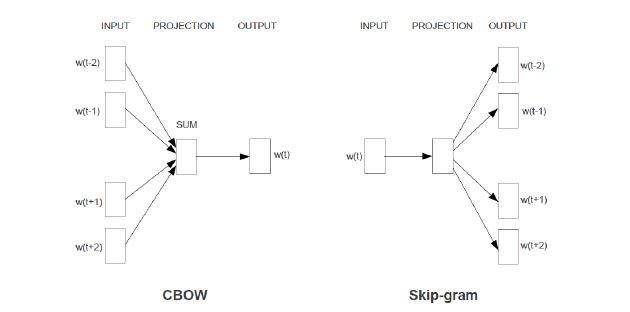 INPUT PROJECTION OUTPUT
w(t-2)
w(t-1)
SUM
w(t)
w(t+1)
w(t+2)
CBOW
INPUT PROJECTION OUTPUT
w(t-2)
w(t-1)
w(t)
w(t+1)
w(t+2)
Skip-gram